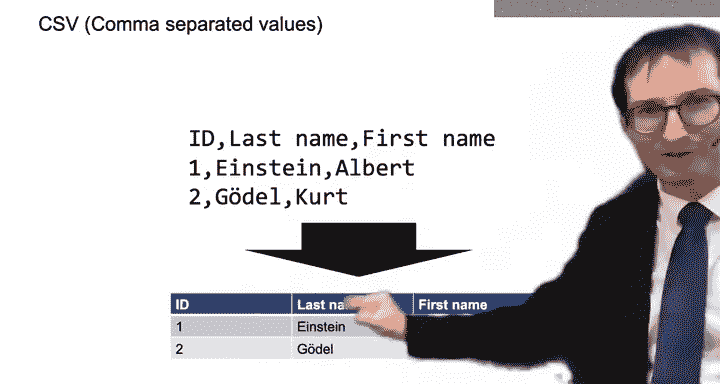 CSV (Comma separated values)
ID,Last name,First name
1,Einstein,Albert
2,Gödel,Kurt
ID Last na First name
1 Einstein
2 Gödel